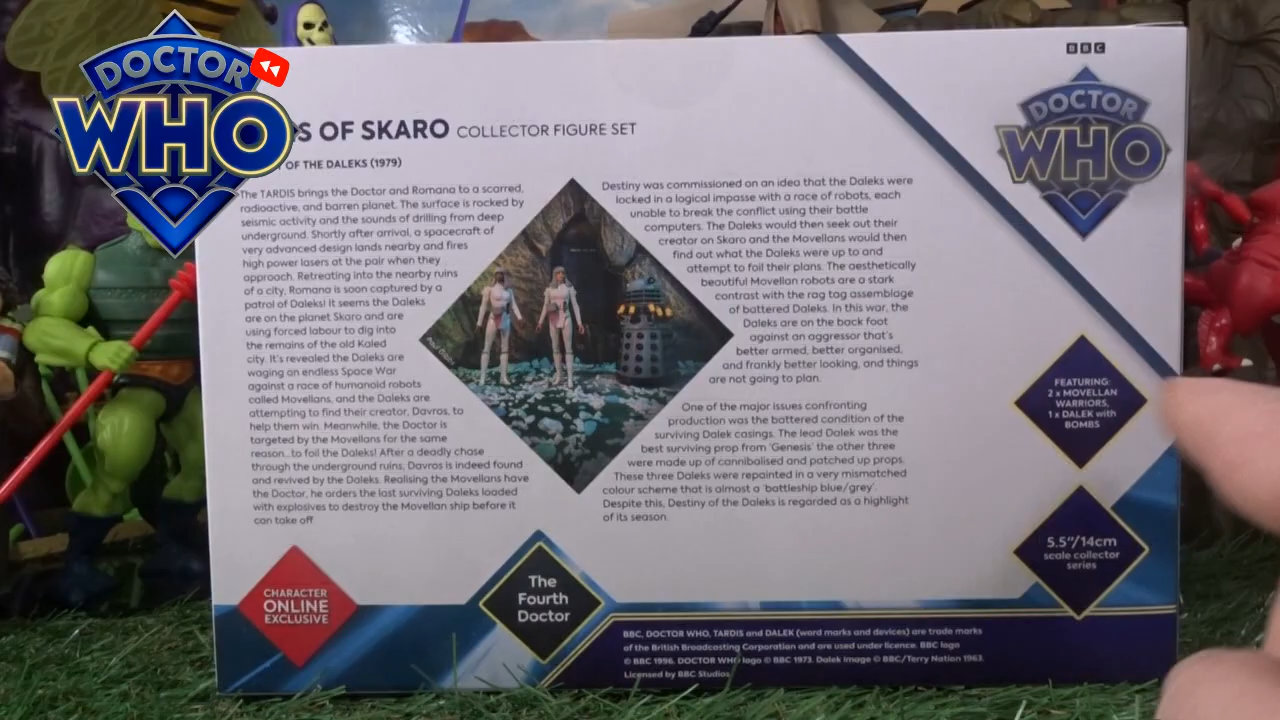 DOCTOR
WHO
S OF SKARO COLLECTOR FIGURE SET
OF THE DALEKS (1979)
The TARDIS brings the Doctor and Romana to a scarred,
radioactive, and barren planet. The surface is rocked by
seismic activity and the sounds of drilling from deep
underground. Shortly after arrival, a spacecraft of
very advanced design lands nearby and fires
high power lasers at the pair when they
approach. Retreating into the nearby ruins
of a city, Romana is soon captured by a
patrol of Daleks! It seems the Daleks
are on the planet Skaro and are
using forced labour to dig into
the remains of the old Kaled
city. It's revealed the Daleks are
waging an endless Space War
against a race of humanoid robots
called Movellans, and the Daleks are
attempting to find their creator, Davros, to
help them win. Meanwhile, the Doctor is
targeted by the Movellans for the same
reason...to foil the Daleks! After a deadly chase
through the underground ruins, Davros is indeed found
and revived by the Daleks. Realising the Movellans have
the Doctor, he orders the last surviving Daleks loaded
with explosives to destroy the Movellan ship before it
can take off
Destiny was commissioned on an idea that the Daleks were
locked in a logical impasse with a race of robots, each
unable to break the conflict using their battle
computers. The Daleks would then seek out their
creator on Skaro and the Movellans would then
find out what the Daleks were up to and
attempt to foil their plans. The aesthetically
beautiful Movellan robots are a stark
contrast with the rag tag assemblage
of battered Daleks. In this war, the
Daleks are on the back foot
against an aggressor that's
better armed, better organised,
and frankly better looking, and things
are not going to plan.
One of the major issues confronting
production was the battered condition of the
surviving Dalek casings. The lead Dalek was the
best surviving prop from 'Genesis' the other three
were made up of cannibalised and patched up props.
These three Daleks were repainted in a very mismatched
colour scheme that is almost a 'battleship blue/grey'.
Despite this, Destiny of the Daleks is regarded as a highlight
of its season.
BBC
DOCTOR
WHO
FEATURING:
2 x MOVELLAN
WARRIORS,
1 x DALEK with
BOMBS
5.5"/14cm
scale collector
series
CHARACTER
ONLINE
EXCLUSIVE
The
Fourth
Doctor
BBC, DOCTOR WHO, TARDIS and DALEK (word marks and devices) are trade marks
of the British Broadcasting Corporation and are used under licence. BBC logo
© BBC 1996. DOCTOR WHO logo © BBC 1973. Dalek image © BBC/Terry Nation 1963.
Licensed by BBC Studios